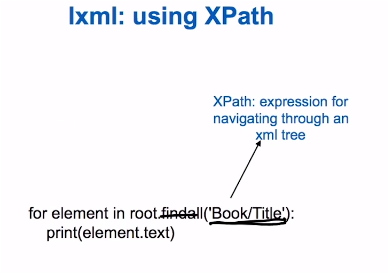 lxml: using XPath
XPath: expression for
navigating through an
xml tree
for element in root.findall('Book/Title'):
print(element.text)